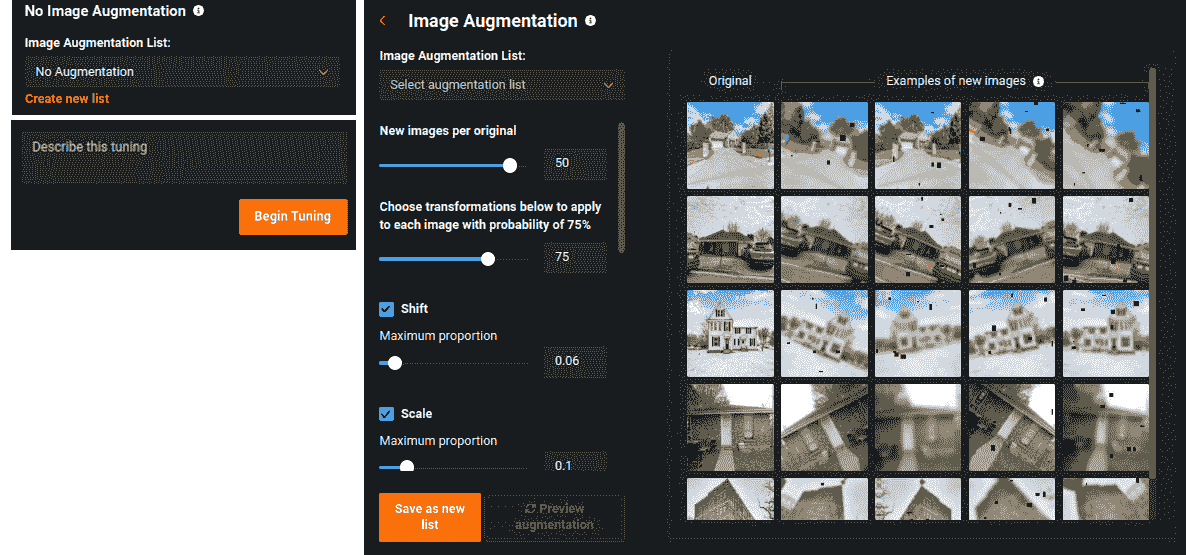 No Image Augmentation
Image Augmentation List:
No Augmentation
Create new list
Describe this tuning
Begin Tuning
Image Augmentation
Image Augmentation List:
Select augmentation list
New images per original
50
Choose transformations below to apply
to each image with probability of 75%
75
Shift
Maximum proportion
0.06
Scale
Maximum proportion
0.1
Save as new
list
Preview
augmentation
Original
Examples of new images